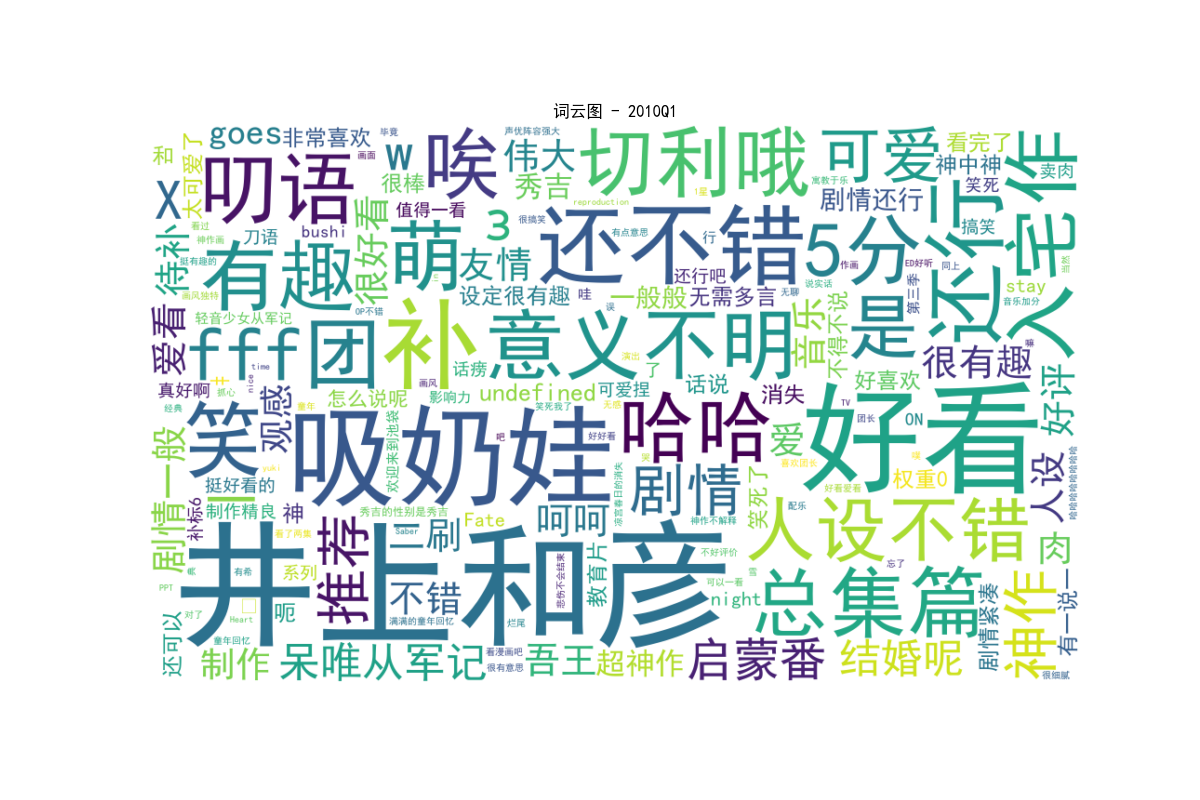 词云图 - 2010Q1
goes
非常喜欢
毕竟
声优阵容强大
切利哦
可爱
看完了
入宅作
和
太可爱了
叨语
画面
w
唉
伟大
神中神
卖肉
X
很棒
秀吉
1星
寓教于乐
剧情还行
笑死
还行
看过
很好看
值得一看
reproduction
待补
神作画
刀语
bushi
萌
3
很搞笑
还不错
有点意思
行
5分
搞笑
挺有趣的
有趣
友情
还行吧
作画
ED好听
同上
当然
画风独特
设定很有趣
哇
一般般
无需多言
无聊
说实话
第三季
stay
音乐加分
爱看
轻音少女从军记
OP不错
误
音乐
不得不说
是
fff
团
补
意义不明
很有趣
嘛
话痨
了
演出
真好啊
time
nice
画风
undefined
可爱捏
话说
消失
好喜欢
好评
抓心
观感
怎么说呢
影响力
经典
童年
笑死我了
无感
TV
团长
ON
笑
吸奶娃
欢迎来到池袋
吧
好好看
哈哈
爱
好看
剧情一般
yuki
哭
喜欢团长
人设
哈哈哈哈哈哈哈哈
挺好看的
凉宫春日的消失
剧情
笑死了
好看爱看
权重0
补标6
制作精良
神
秀吉的性别是秀吉
Fate
呵呵
神作不解释
配乐
人设不错
看了两集
推荐
Saber
二刷
井上和彦
不好评价
肉
PPT
有希
系列
不错
悲伤不会结束
教育片
可以一看
忘了
总集篇
剧情紧凑
神作
有一说一
还可以
对了
Heart
呃
满满的童年回忆
烂尾
night
童年回忆
制作
呆唯从军记
看漫画吧
很有意思
吾王
超神作
启蒙番
结婚呢
很细腻